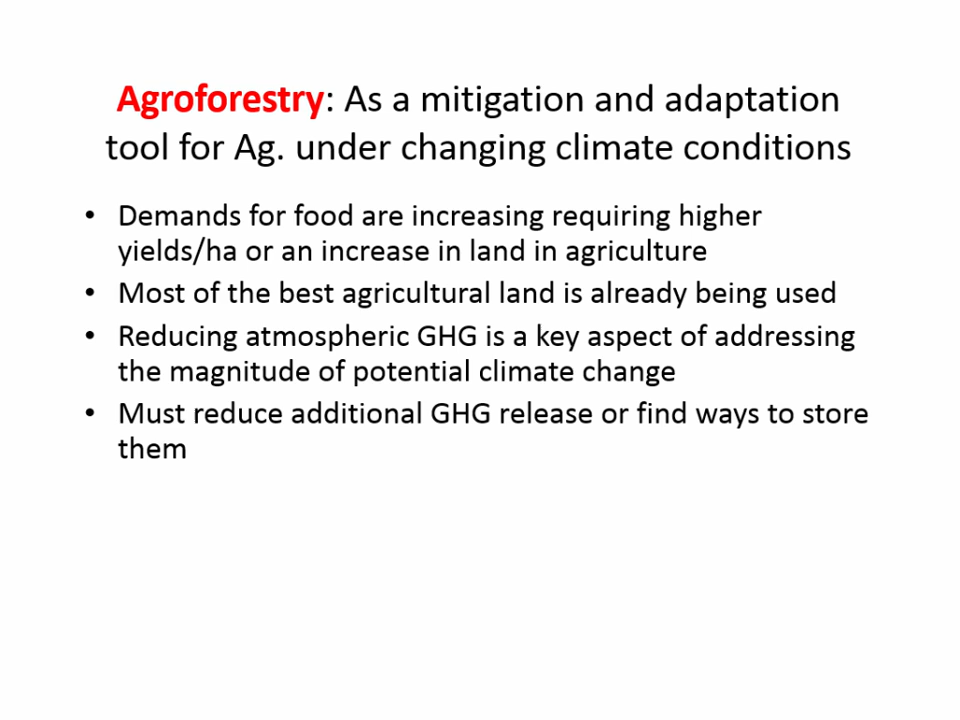 Agroforestry: As a mitigation and adaptation
tool for Ag. under changing climate conditions
• Demands for food are increasing requiring higher
yields/ha or an increase in land in agriculture
• Most of the best agricultural land is already being used
• Reducing atmospheric GHG is a key aspect of addressing
the magnitude of potential climate change
• Must reduce additional GHG release or find ways to store
them